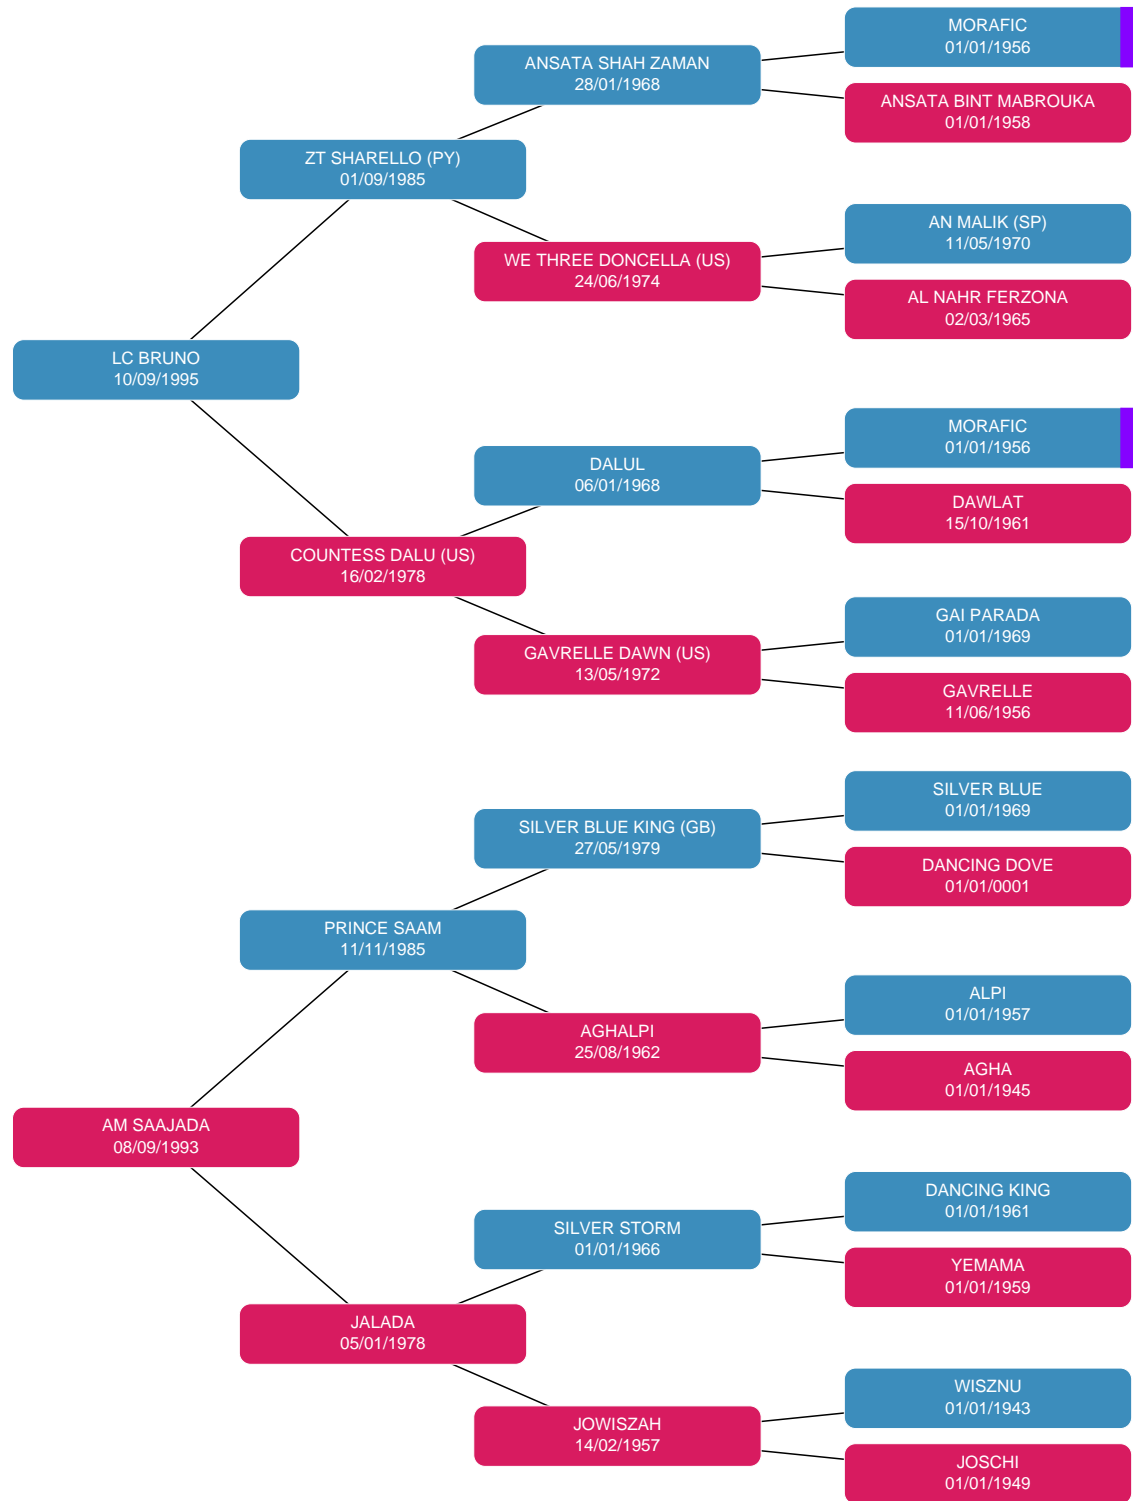 MORAFIC
01/01/1956
ANSATA SHAH ZAMAN
28/01/1968
ANSATA BINT MABROUKA
01/01/1958
ZT SHARELLO (PY)
01/09/1985
AN MALIK (SP)
11/05/1970
WE THREE DONCELLA (US)
24/06/1974
AL NAHR FERZONA
02/03/1965
LC BRUNO
10/09/1995
MORAFIC
01/01/1956
DALUL
06/01/1968
DAWLAT
15/10/1961
COUNTESS DALU (US)
16/02/1978
GAI PARADA
01/01/1969
GAVRELLE DAWN (US)
13/05/1972
GAVRELLE
11/06/1956
SILVER BLUE
01/01/1969
SILVER BLUE KING (GB)
27/05/1979
DANCING DOVE
01/01/0001
PRINCE SAAM
11/11/1985
ALPI
01/01/1957
AGHALPI
25/08/1962
AGHA
01/01/1945
AM SAAJADA
08/09/1993
DANCING KING
01/01/1961
SILVER STORM
01/01/1966
YEMAMA
01/01/1959
JALADA
05/01/1978
WISZNU
01/01/1943
JOWISZAH
14/02/1957
JOSCHI
01/01/1949